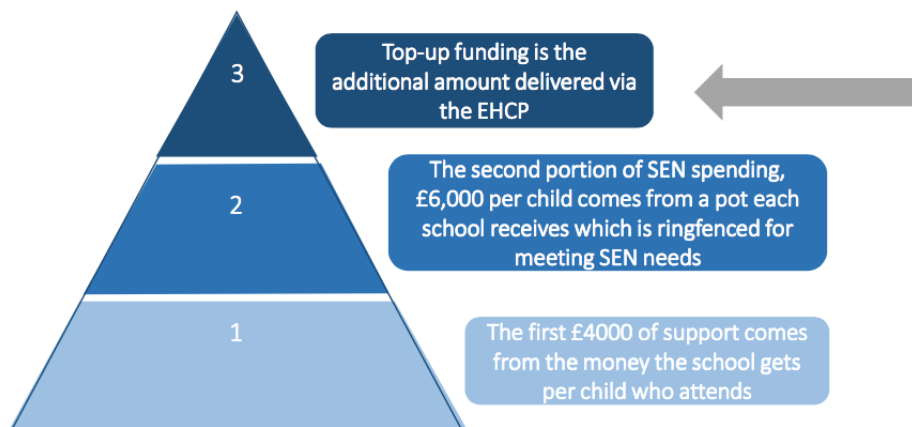 3
Top-up funding is the
additional amount delivered via
the EHCP
2
The second portion of SEN spending,
£6,000 per child comes from a pot each
school receives which is ringfenced for
meeting SEN needs
1
The first £4000 of support comes
from the money the school gets
per child who attends